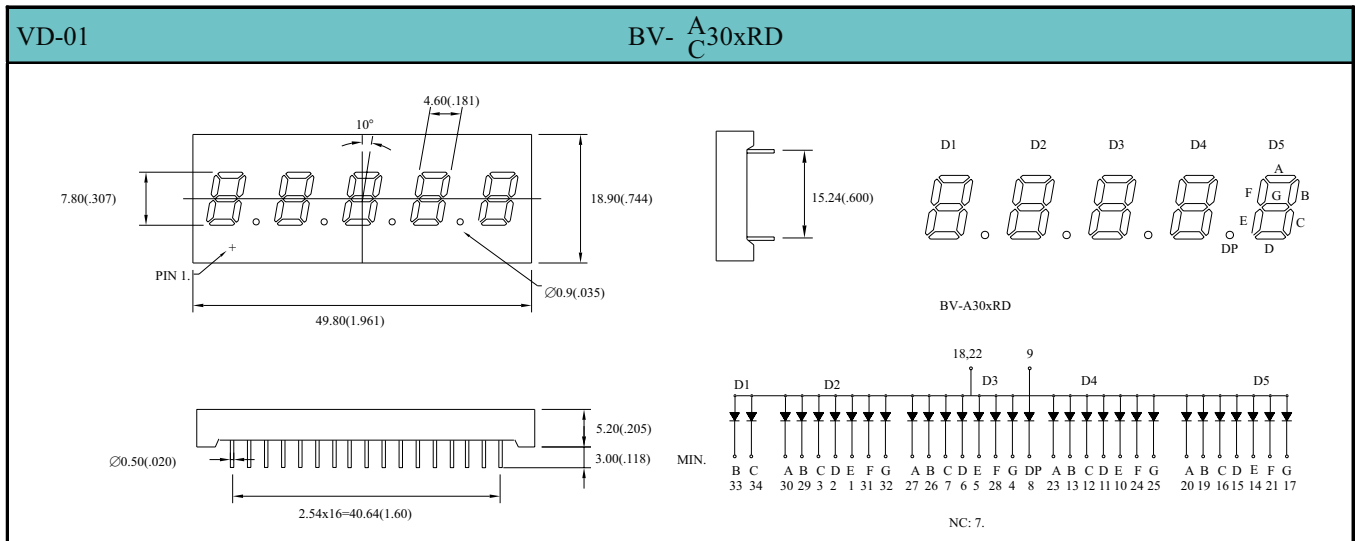 VD-01
BV- A/C 30xRD
4.60(.181)
10°
7.80(.307)
18.90(.744)
PIN 1.
+
∅0.9(.035)
49.80(1.961)
15.24(.600)
D1 D2 D3 D4 D5
A
F G B
E C
DP D
BV-A30xRD
5.20(.205)
∅0.50(.020)
3.00(.118)
MIN.
2.54x16=40.64(1.60)
18,22 9
D1 D2 D3 D4 D5
B C A B C D E F G A B C D E F G DP A B C D E F G A B C D E F G
33 34 30 29 3 2 1 31 32 27 26 7 6 5 28 4 8 23 13 12 11 10 24 25 20 19 16 15 14 21 17
NC: 7.